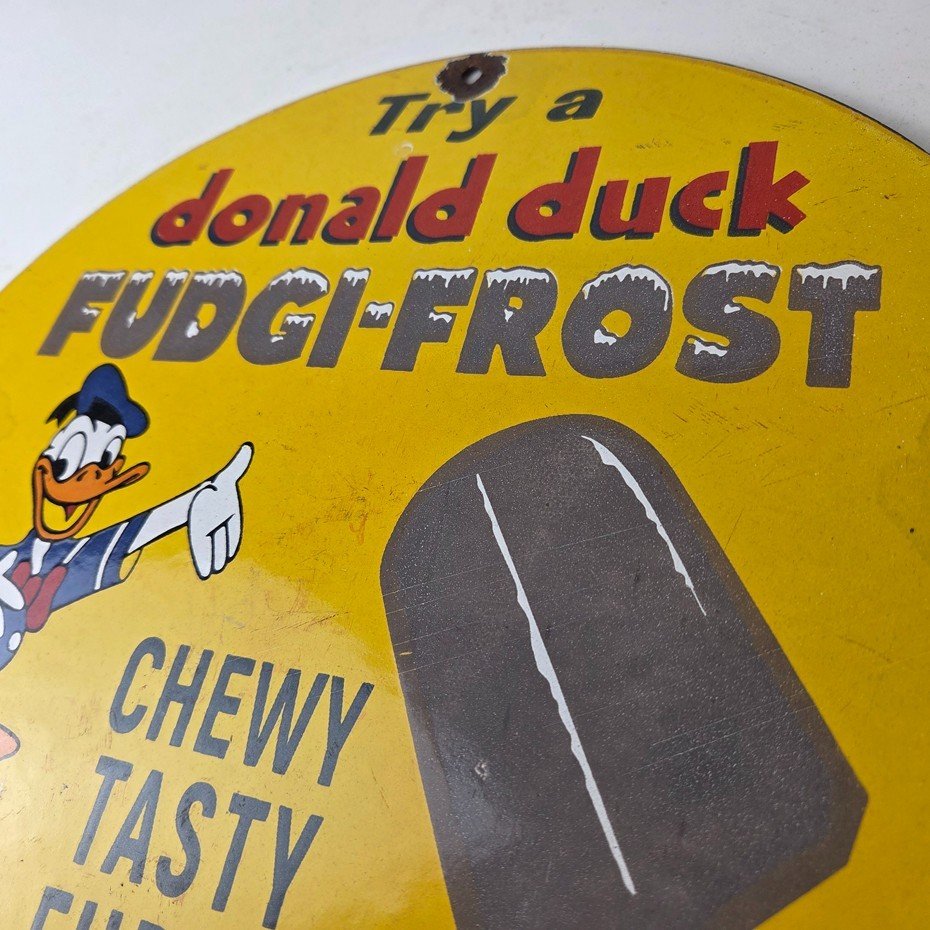 Try a
donald duck
FUDGI-FROST
CHEWY
TASTY